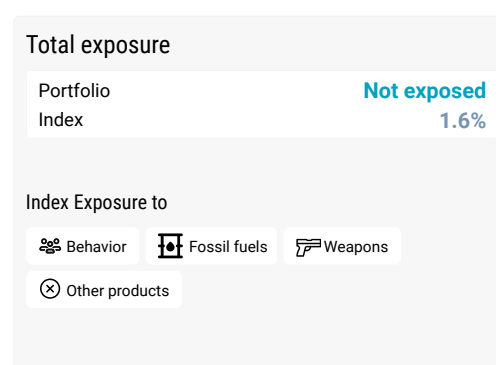 Total exposure
Portfolio Not exposed
Index 1.6%
Index Exposure to
Behavior Fossil fuels Weapons
Other products